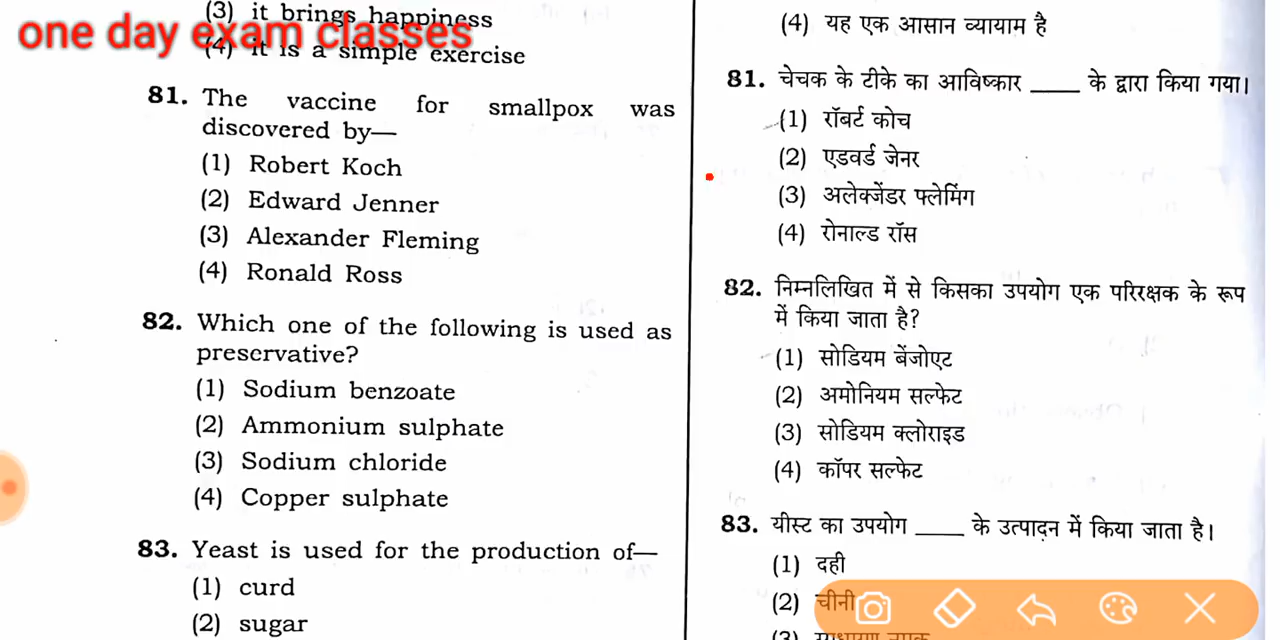 (3) it brings happiness
one day exam classes
(4) it is a simple exercise
81. The vaccine for smallpox was
discovered by—
(1) Robert Koch
(2) Edward Jenner
(3) Alexander Fleming
(4) Ronald Ross
82. Which one of the following is used as
preservative?
(1) Sodium benzoate
(2) Ammonium sulphate
(3) Sodium chloride
(4) Copper sulphate
83. Yeast is used for the production of—
(1) curd
(2) sugar
(4) यह एक आसान व्यायाम है
81. चेचक के टीके का आविष्कार ____ के द्वारा किया गया।
(1) रॉबर्ट कोच
(2) एडवर्ड जेनर
(3) अलेक्जेंडर फ्लेमिंग
(4) रोनाल्ड रॉस
82. निम्नलिखित में से किसका उपयोग एक परिरक्षक के रूप
में किया जाता है?
(1) सोडियम बेंजोएट
(2) अमोनियम सल्फेट
(3) सोडियम क्लोराइड
(4) कॉपर सल्फेट
83. यीस्ट का उपयोग ____ के उत्पादन में किया जाता है।
(1) दही
(2) चीनी
(3)